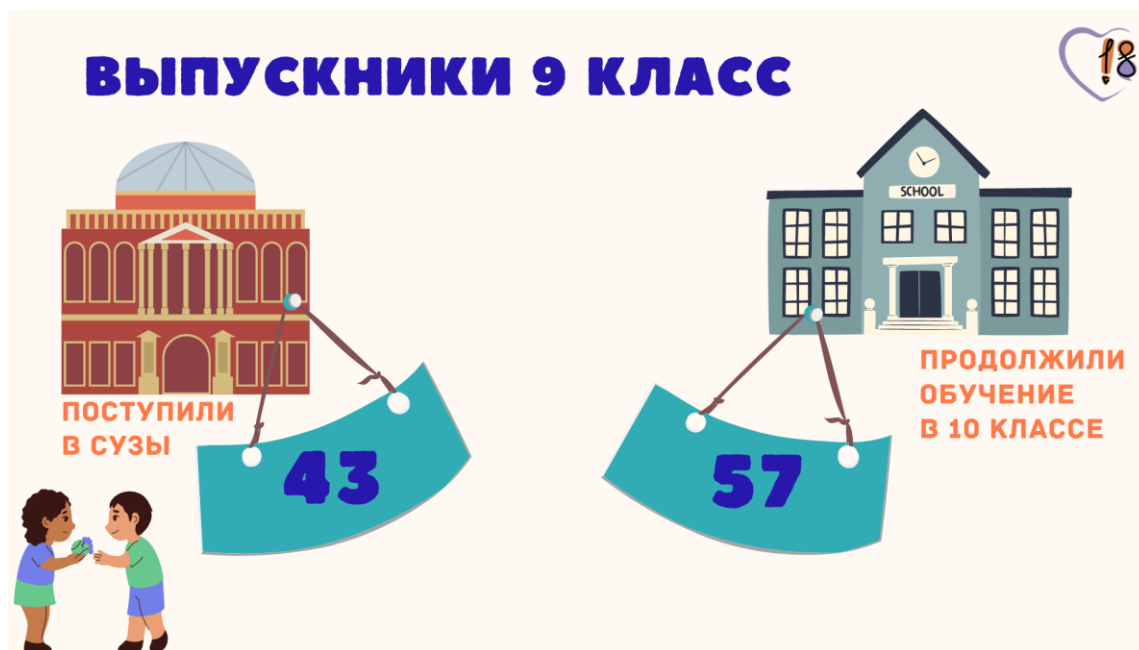 ВЫПУСКНИКИ 9 КЛАСС
18
SCHOOL
ПОСТУПИЛИ
В СУЗЫ
43
ПРОДОЛЖИЛИ
ОБУЧЕНИЕ
В 10 КЛАССЕ
57